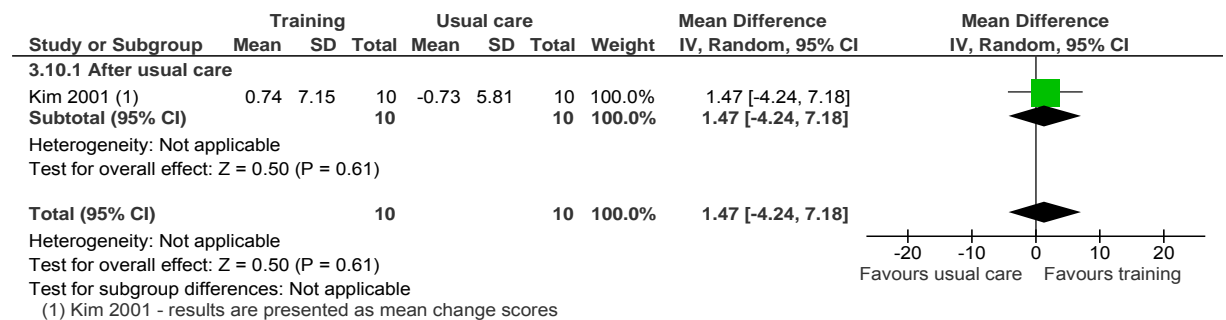 Training Usual care Mean Difference Mean Difference
Study or Subgroup Mean SD Total Mean SD Total Weight IV, Random, 95% CI IV, Random, 95% CI
3.10.1 After usual care
Kim 2001 (1) 0.74 7.15 10 -0.73 5.81 10 100.0% 1.47 [-4.24, 7.18]
Subtotal (95% CI) 10 10 100.0% 1.47 [-4.24, 7.18]
Heterogeneity: Not applicable
Test for overall effect: Z = 0.50 (P = 0.61)
Total (95% CI) 10 10 100.0% 1.47 [-4.24, 7.18]
Heterogeneity: Not applicable
Test for overall effect: Z = 0.50 (P = 0.61)
Test for subgroup differences: Not applicable
(1) Kim 2001 - results are presented as mean change scores
-20 -10 0 10 20
Favours usual care Favours training